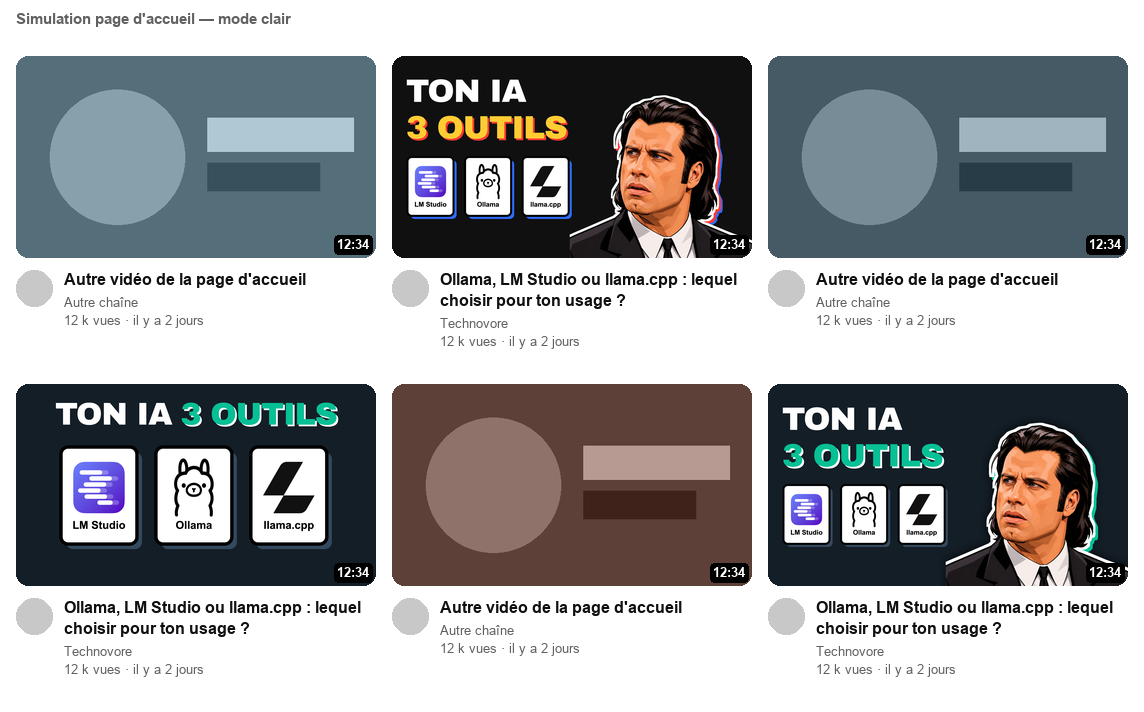 Simulation page d'accueil — mode clair
12:34
Autre vidéo de la page d'accueil
Autre chaîne
12 k vues · il y a 2 jours
TON IA
3 OUTILS
LM Studio
Ollama
llama.cpp
12:34
Ollama, LM Studio ou llama.cpp : lequel
choisir pour ton usage ?
Technovore
12 k vues · il y a 2 jours
12:34
Autre vidéo de la page d'accueil
Autre chaîne
12 k vues · il y a 2 jours
TON IA 3 OUTILS
LM Studio
Ollama
llama.cpp
12:34
Ollama, LM Studio ou llama.cpp : lequel
choisir pour ton usage ?
Technovore
12 k vues · il y a 2 jours
12:34
Autre vidéo de la page d'accueil
Autre chaîne
12 k vues · il y a 2 jours
TON IA
3 OUTILS
LM Studio
Ollama
llama.cpp
12:34
Ollama, LM Studio ou llama.cpp : lequel
choisir pour ton usage ?
Technovore
12 k vues · il y a 2 jours